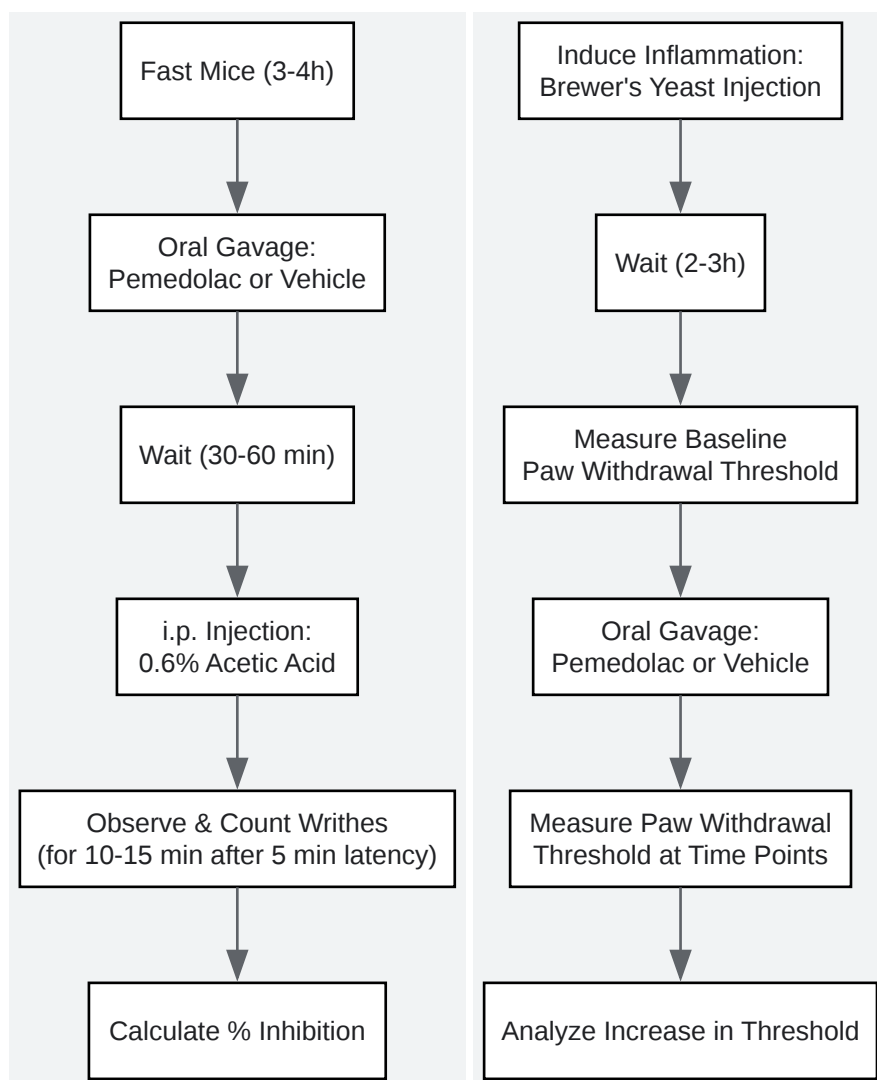 Fast Mice (3-4h)
Oral Gavage:
Pemedolac or Vehicle
Wait (30-60 min)
i.p. Injection:
0.6% Acetic Acid
Observe & Count Writhes
(for 10-15 min after 5 min latency)
Calculate % Inhibition
Induce Inflammation:
Brewer's Yeast Injection
Wait (2-3h)
Measure Baseline
Paw Withdrawal Threshold
Oral Gavage:
Pemedolac or Vehicle
Measure Paw Withdrawal
Threshold at Time Points
Analyze Increase in Threshold